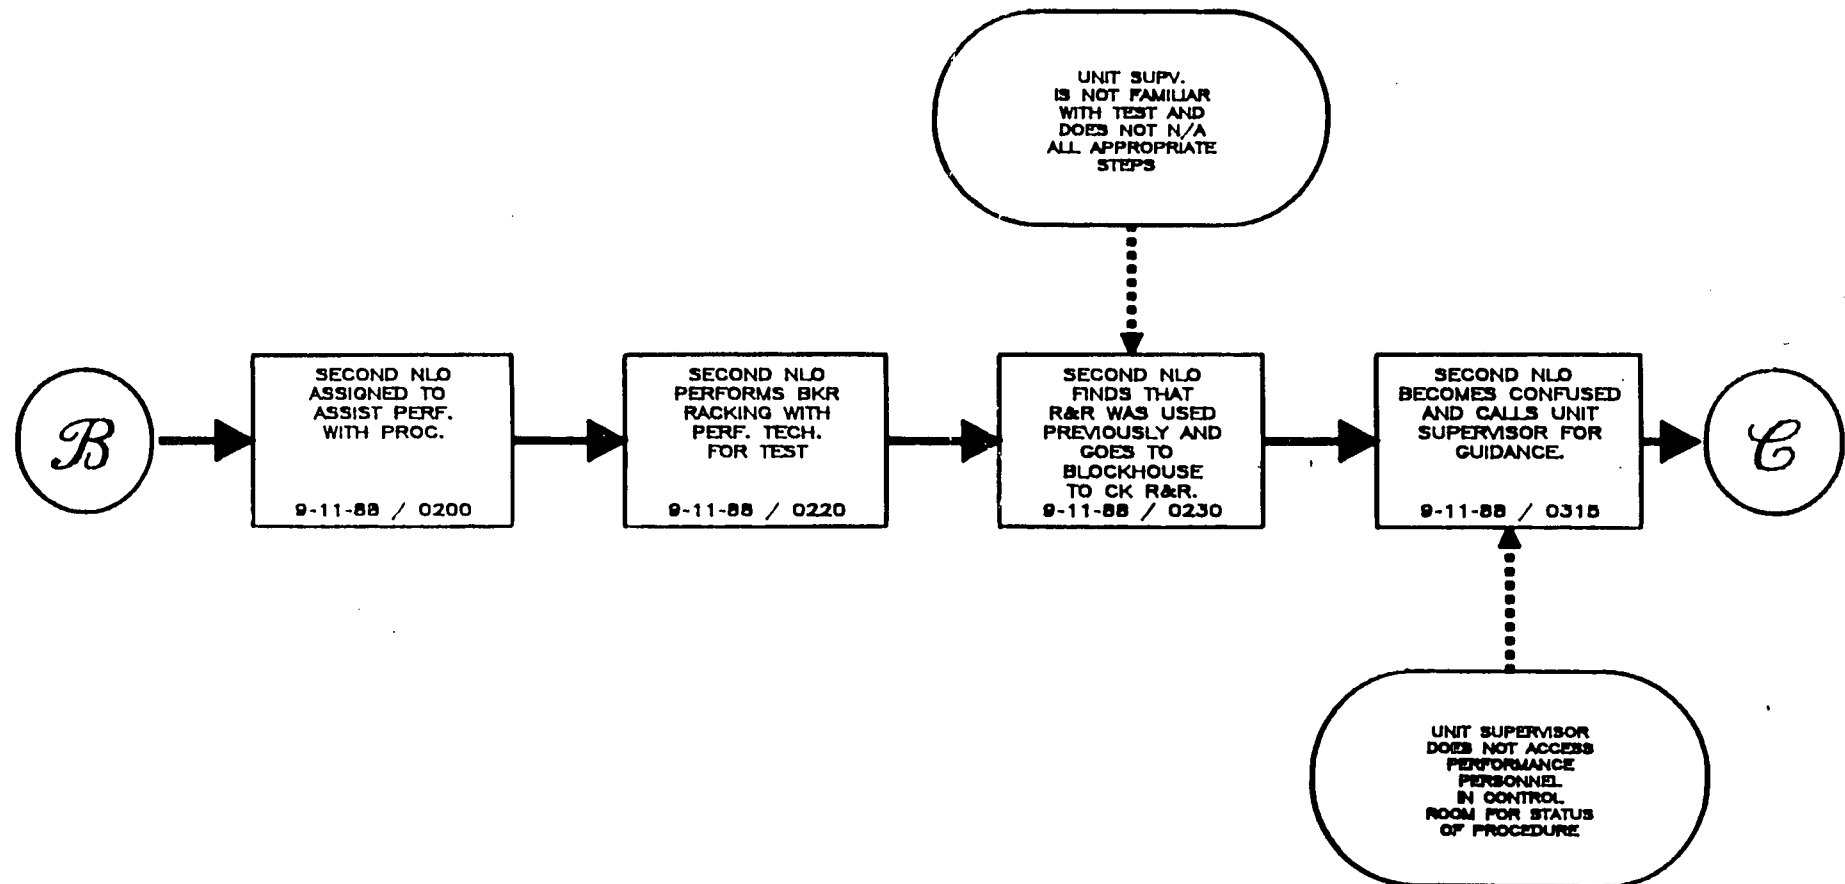 UNIT SUPV.
IS NOT FAMILIAR
WITH TEST AND
DOES NOT N/A
ALL APPROPRIATE
STEPS
B
SECOND NLO
ASSIGNED TO
ASSIST PERF.
WITH PROC.
9-11-88 / 0200
SECOND NLO
PERFORMS BKR
RACKING WITH
PERF. TECH.
FOR TEST
9-11-88 / 0220
SECOND NLO
FINDS THAT
R&R WAS USED
PREVIOUSLY AND
GOES TO
BLOCKHOUSE
TO CK R&R.
9-11-88 / 0230
SECOND NLO
BECOMES CONFUSED
AND CALLS UNIT
SUPERVISOR FOR
GUIDANCE.
9-11-88 / 0315
C
UNIT SUPERVISOR
DOES NOT ACCESS
PERFORMANCE
PERSONNEL
IN CONTROL
ROOM FOR STATUS
OF PROCEDURE